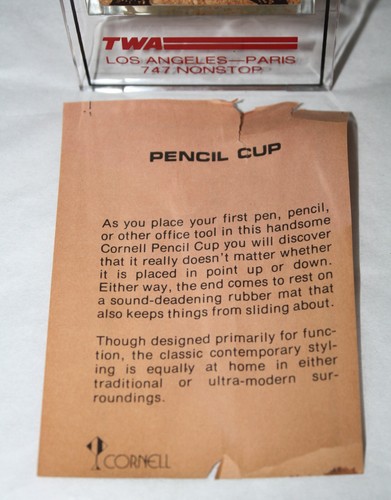 TWA
LOS ANGELES—PARIS
747 NONSTOP
PENCIL CUP
As you place your first pen, pencil,
or other office tool in this handsome
Cornell Pencil Cup you will discover
that it really doesn't matter whether
it is placed in point up or down.
Either way, the end comes to rest on
a sound-deadening rubber mat that
also keeps things from sliding about.
Though designed primarily for func-
tion, the classic contemporary styl-
ing is equally at home in either
traditional or ultra-modern sur-
roundings.
CORNELL